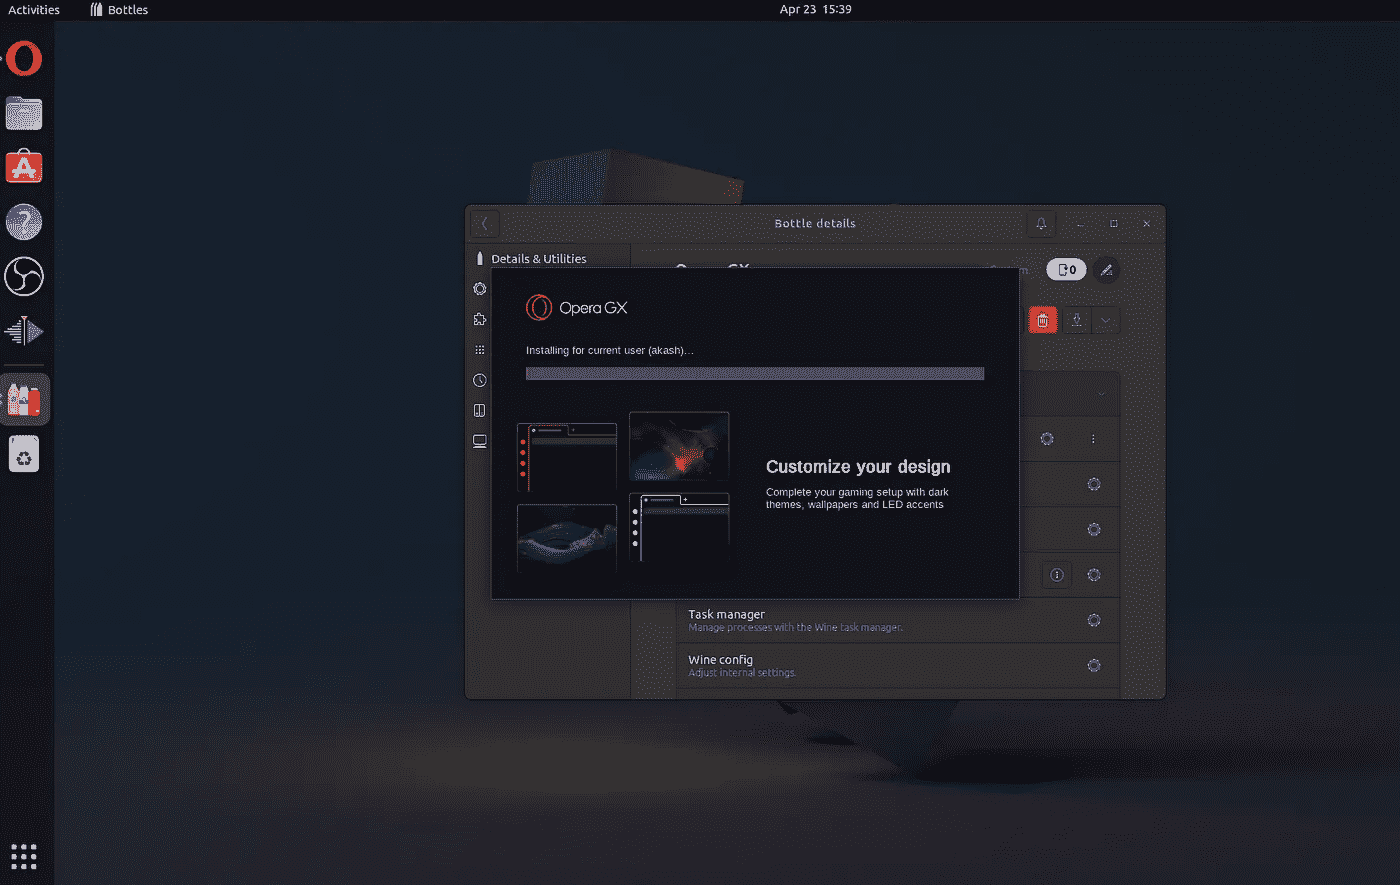 Activities
Bottles
Apr 23 15:39
Bottle details
Details & Utilities
0
Opera GX
Installing for current user (akash)...
Customize your design
Complete your gaming setup with dark
themes, wallpapers and LED accents
Task manager
Manage processes with the Wine task manager.
Wine config
Adjust internal settings.